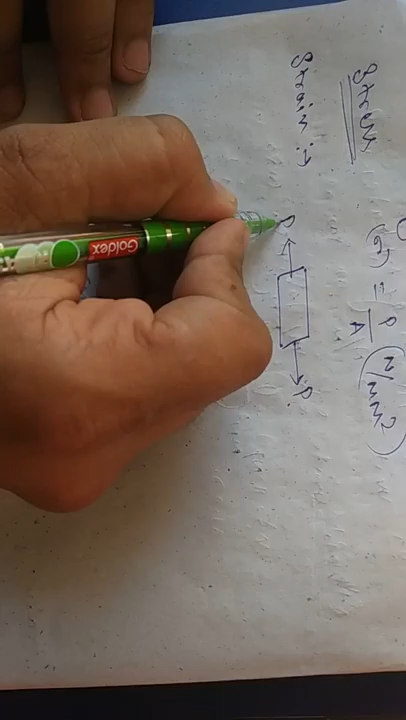 Stress
(σ) = P/A (N/mm²)
Strain :→
P P.
Goldex